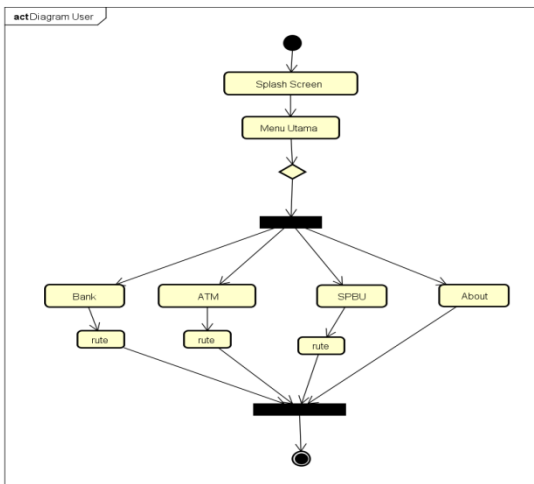 act Diagram User
Splash Screen
Menu Utama
Bank
ATM
SPBU
About
rute
rute
rute